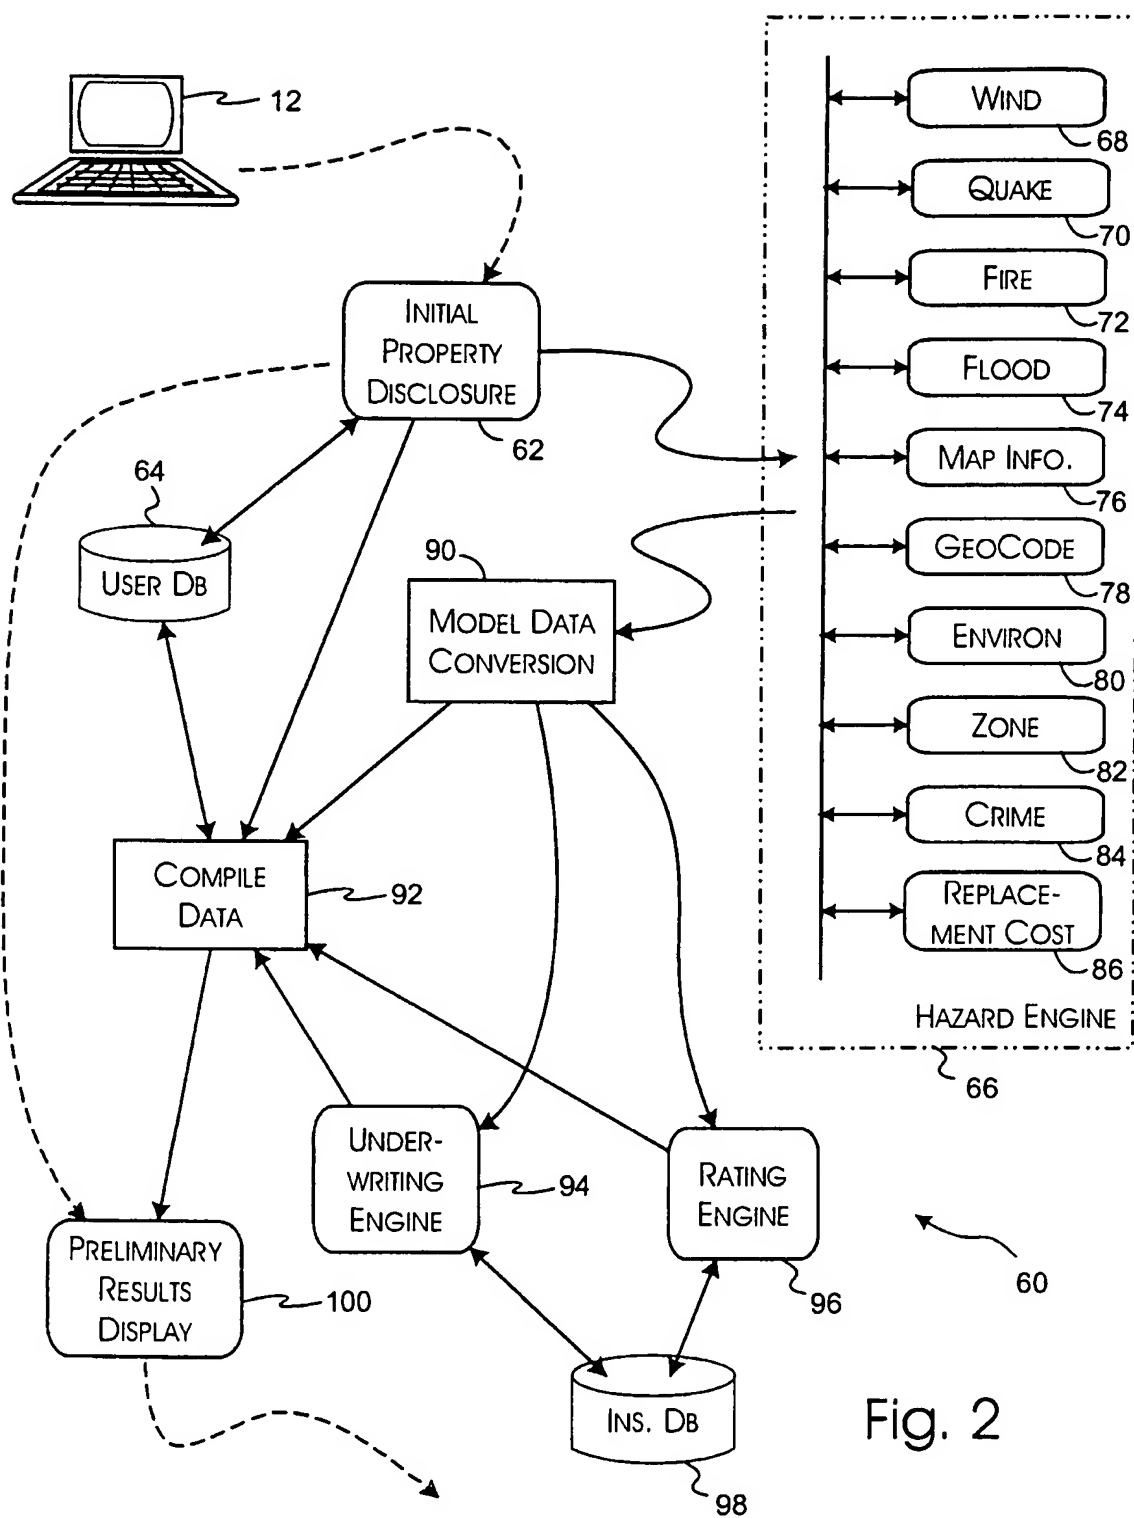 12
WIND
68
QUAKE
70
FIRE
72
FLOOD
74
MAP INFO.
76
GEOCODE
78
ENVIRON
80
ZONE
82
CRIME
84
REPLACE-
MENT COST
86
HAZARD ENGINE
66
INITIAL
PROPERTY
DISCLOSURE
62
64
USER DB
90
MODEL DATA
CONVERSION
COMPILE
DATA
92
UNDER-
WRITING
ENGINE
94
RATING
ENGINE
96
60
PRELIMINARY
RESULTS
DISPLAY
100
INS. DB
98
Fig. 2